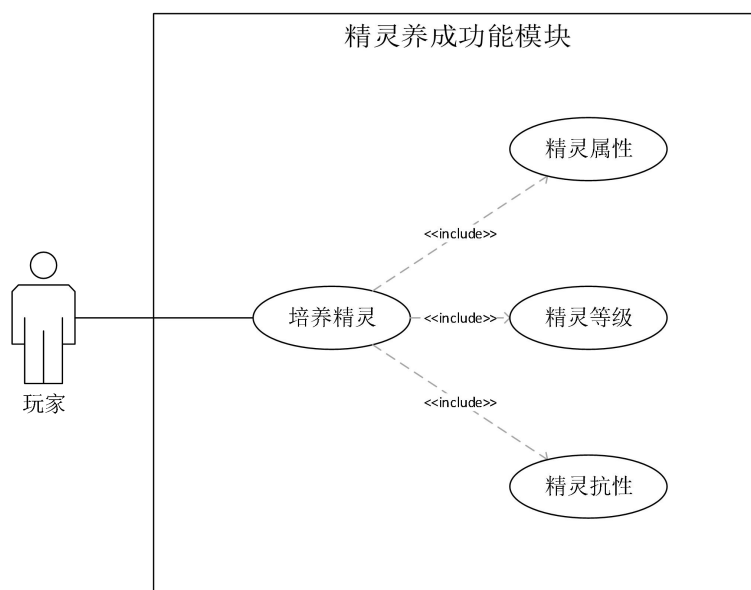 精灵养成功能模块
精灵属性
<<include>>
培养精灵
<<include>>
精灵等级
玩家
<<include>>
精灵抗性